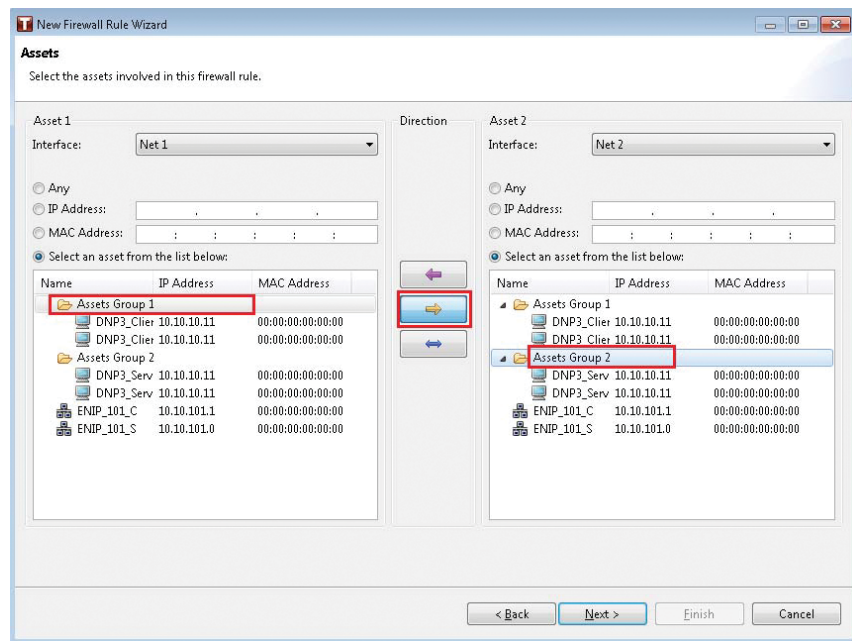 New Firewall Rule Wizard
Assets
Select the assets involved in this firewall rule.
Asset 1
Interface: Net 1
Any
IP Address: . . .
MAC Address: : : : : :
Select an asset from the list below:
Name IP Address MAC Address
Assets Group 1
DNP3_Clier 10.10.10.11 00:00:00:00:00:00
DNP3_Clier 10.10.10.11 00:00:00:00:00:00
Assets Group 2
DNP3_Serv 10.10.10.11 00:00:00:00:00:00
DNP3_Serv 10.10.10.11 00:00:00:00:00:00
ENIP_101_C 10.10.101.1 00:00:00:00:00:00
ENIP_101_S 10.10.101.0 00:00:00:00:00:00
Direction
Asset 2
Interface: Net 2
Any
IP Address: . . .
MAC Address: : : : : :
Select an asset from the list below:
Name IP Address MAC Address
Assets Group 1
DNP3_Clier 10.10.10.11 00:00:00:00:00:00
DNP3_Clier 10.10.10.11 00:00:00:00:00:00
Assets Group 2
DNP3_Serv 10.10.10.11 00:00:00:00:00:00
DNP3_Serv 10.10.10.11 00:00:00:00:00:00
ENIP_101_C 10.10.101.1 00:00:00:00:00:00
ENIP_101_S 10.10.101.0 00:00:00:00:00:00
< Back Next > Finish Cancel